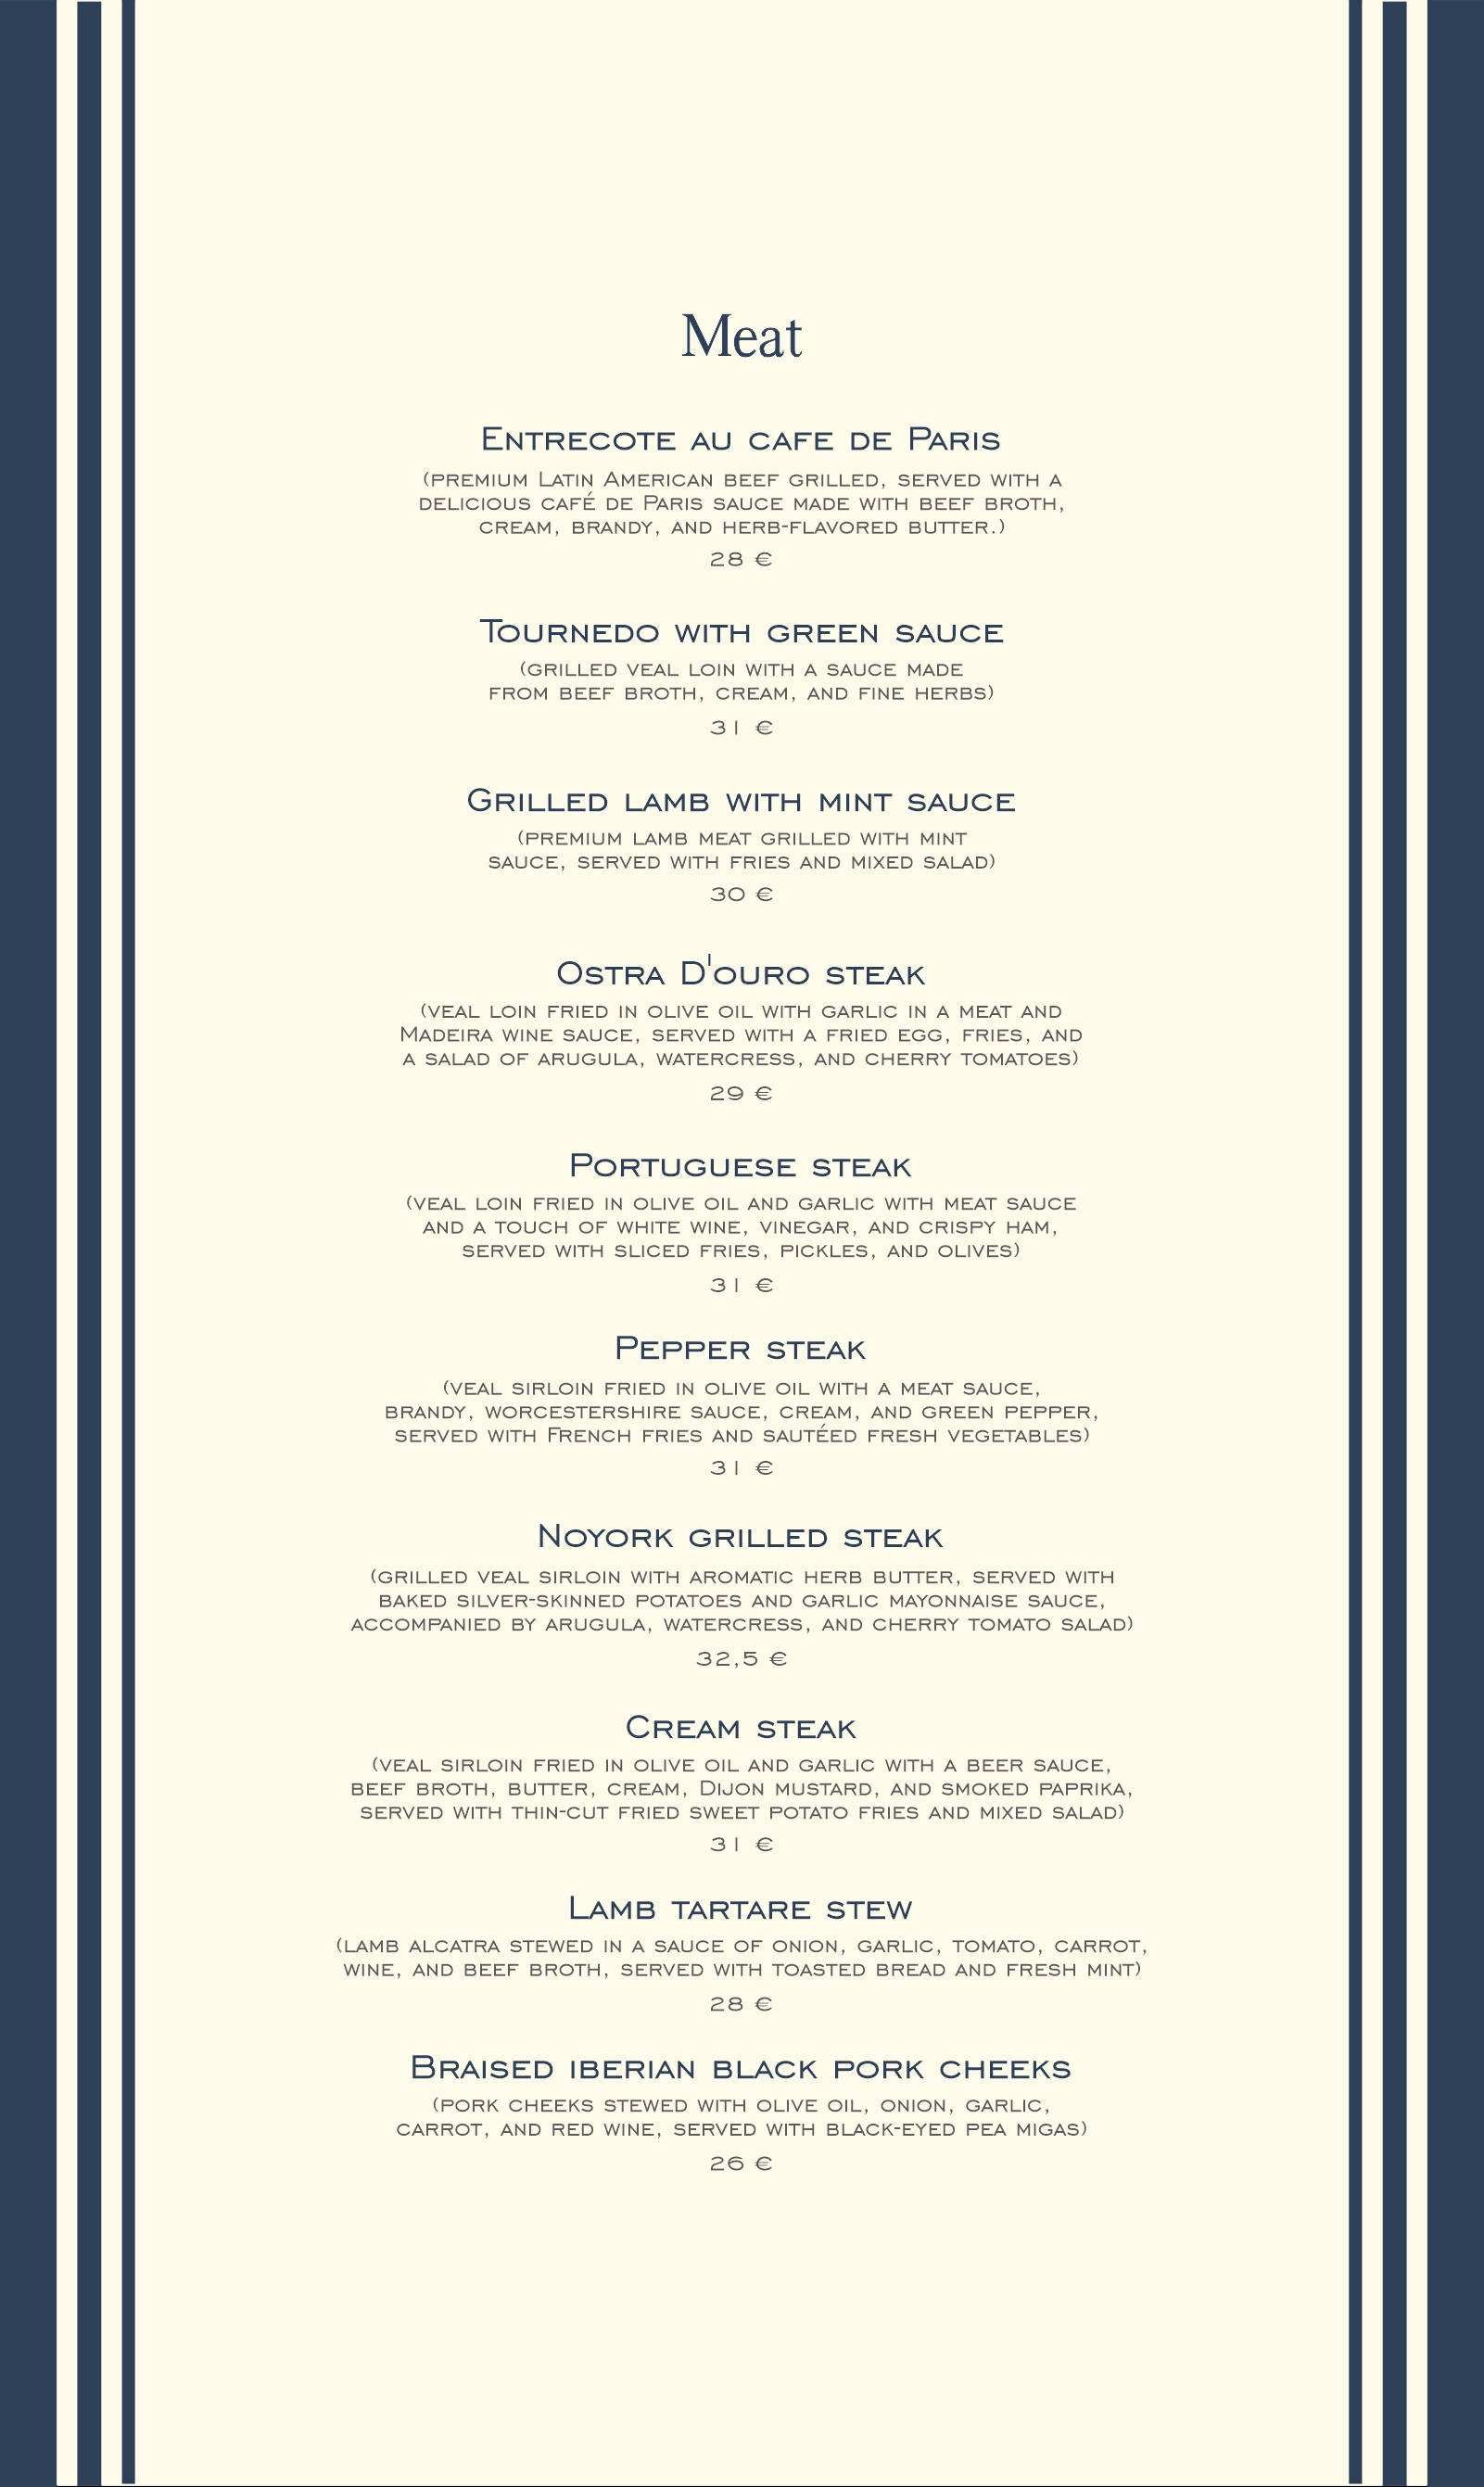 Meat
Entrecote au cafe de Paris
(premium Latin American beef grilled, served with a
delicious café de Paris sauce made with beef broth,
cream, brandy, and herb-flavored butter.)
28 €
Tournedo with green sauce
(grilled veal loin with a sauce made
from beef broth, cream, and fine herbs)
31 €
Grilled lamb with mint sauce
(premium lamb meat grilled with mint
sauce, served with fries and mixed salad)
30 €
Ostra D'ouro steak
(veal loin fried in olive oil with garlic in a meat and
Madeira wine sauce, served with a fried egg, fries, and
a salad of arugula, watercress, and cherry tomatoes)
29 €
Portuguese steak
(veal loin fried in olive oil and garlic with meat sauce
and a touch of white wine, vinegar, and crispy ham,
served with sliced fries, pickles, and olives)
31 €
Pepper steak
(veal sirloin fried in olive oil with a meat sauce,
brandy, worcestershire sauce, cream, and green pepper,
served with French fries and sautéed fresh vegetables)
31 €
Noyork grilled steak
(grilled veal sirloin with aromatic herb butter, served with
baked silver-skinned potatoes and garlic mayonnaise sauce,
accompanied by arugula, watercress, and cherry tomato salad)
32,5 €
Cream steak
(veal sirloin fried in olive oil and garlic with a beer sauce,
beef broth, butter, cream, Dijon mustard, and smoked paprika,
served with thin-cut fried sweet potato fries and mixed salad)
31 €
Lamb tartare stew
(lamb alcatra stewed in a sauce of onion, garlic, tomato, carrot,
wine, and beef broth, served with toasted bread and fresh mint)
28 €
Braised iberian black pork cheeks
(pork cheeks stewed with olive oil, onion, garlic,
carrot, and red wine, served with black-eyed pea migas)
26 €